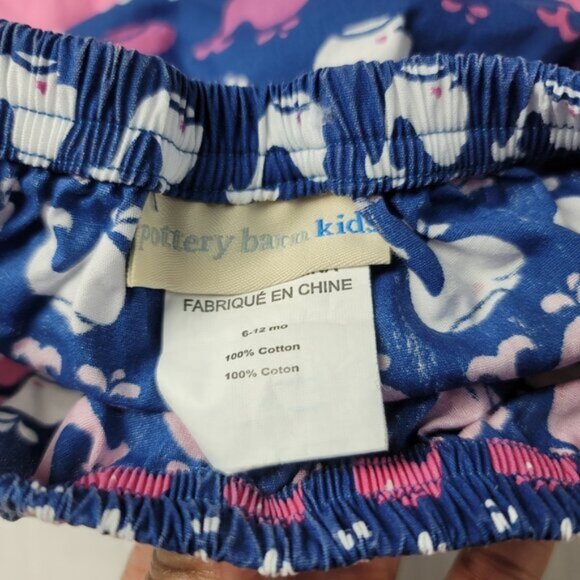 pottery barn kids
FABRIQUÉ EN CHINE
6-12 mo
100% Cotton
100% Coton